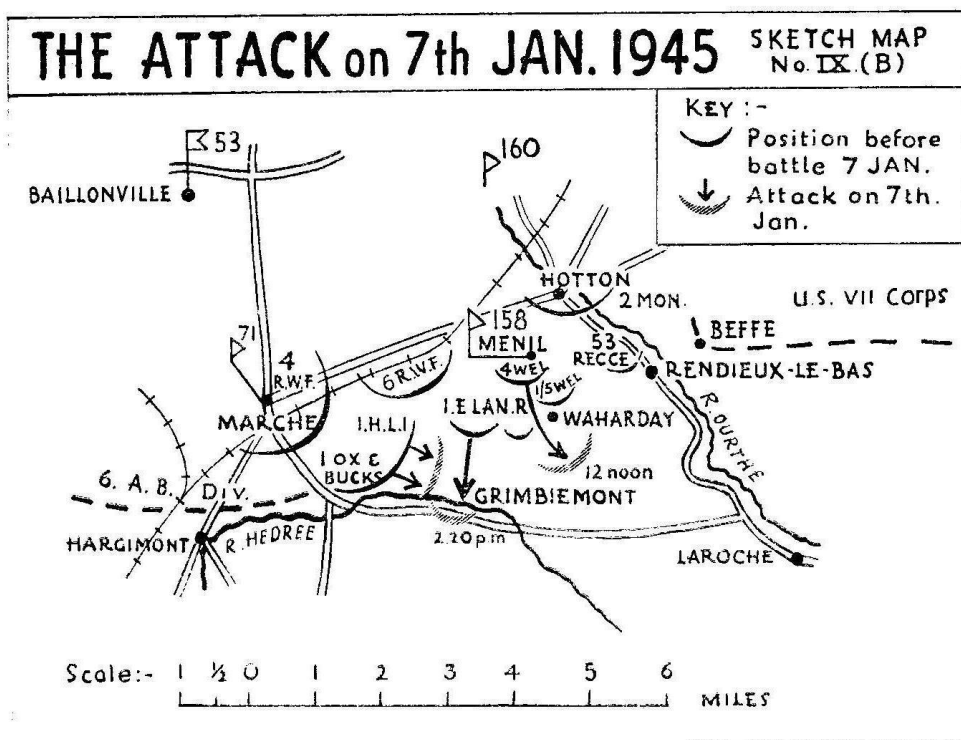 THE ATTACK on 7th JAN. 1945
SKETCH MAP
No. IX.(B)
KEY :-
Position before
battle 7 JAN.
Attack on 7th.
Jan.
53
BAILLONVILLE
160
HOTTON
2 MON.
U.S. VII Corps
BEFFE
158
MENIL
53
RECCE
RENDIEUX-LE-BAS
71
4
R.W.F.
6 R.W.F.
4 WEL
1/5 WEL
MARCHE
I.H.L.I
I.E LAN.R
WAHARDAY
R. OURTHE
1 OX &
BUCKS
12 noon
6. A.B. Div.
GRIMBIEMONT
HARGIMONT
R. HEDREE
2.20 p.m
LAROCHE
Scale:- 1 ½ 0 1 2 3 4 5 6
MILES